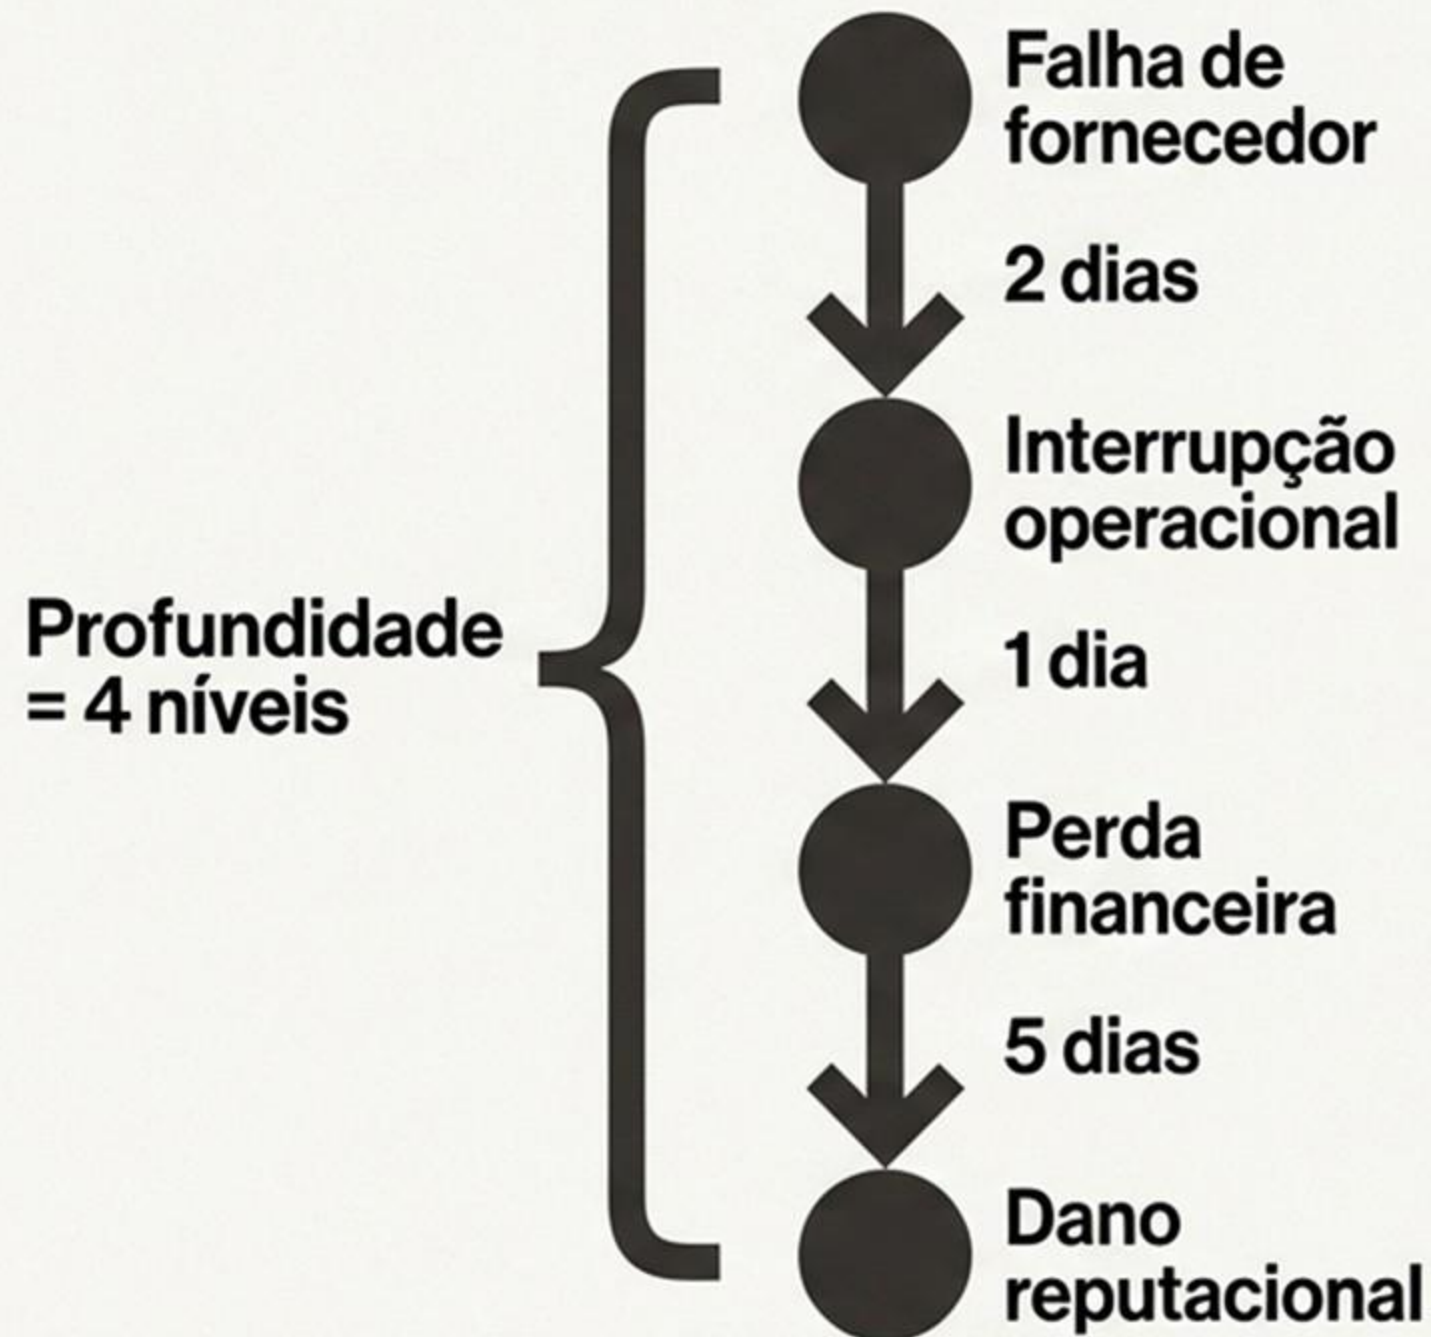 Falha de
fornecedor
2 dias
Interrupção
operacional
1 dia
Profundidade
= 4 níveis
Perda
financeira
5 dias
Dano
reputacional